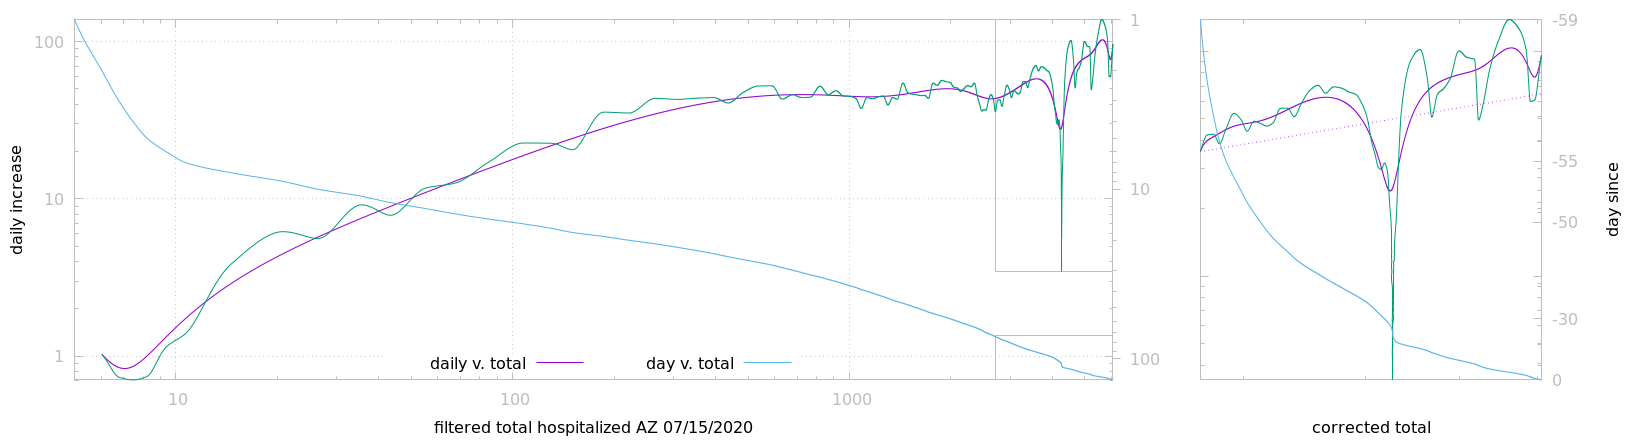 daily increase
100
10
1
10
100
1000
1
10
100
daily v. total
day v. total
filtered total hospitalized AZ 07/15/2020
-59
-55
-50
-30
0
day since
corrected total